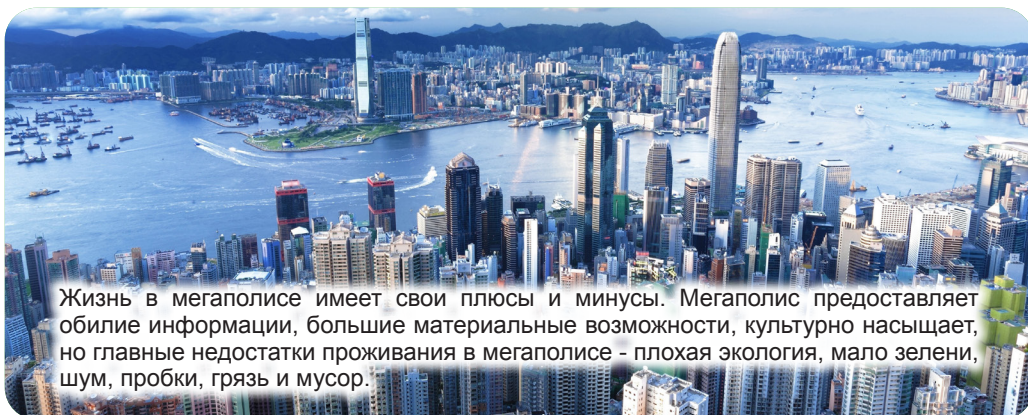 Жизнь в мегаполисе имеет свои плюсы и минусы. Мегаполис предоставляет
обилие информации, большие материальные возможности, культурно насыщает,
но главные недостатки проживания в мегаполисе - плохая экология, мало зелени,
шум, пробки, грязь и мусор.